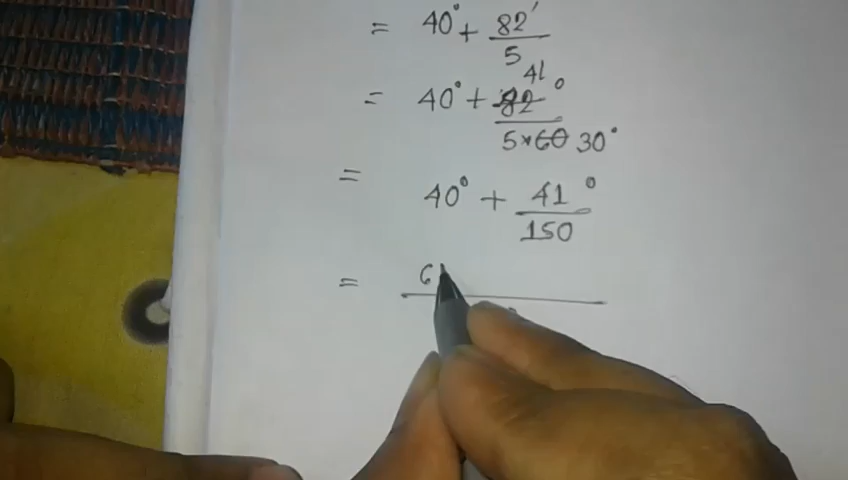 = 40° + 82'/5
= 40° + 82° 41/5×60 30°
= 40° + 41°/150
= 6